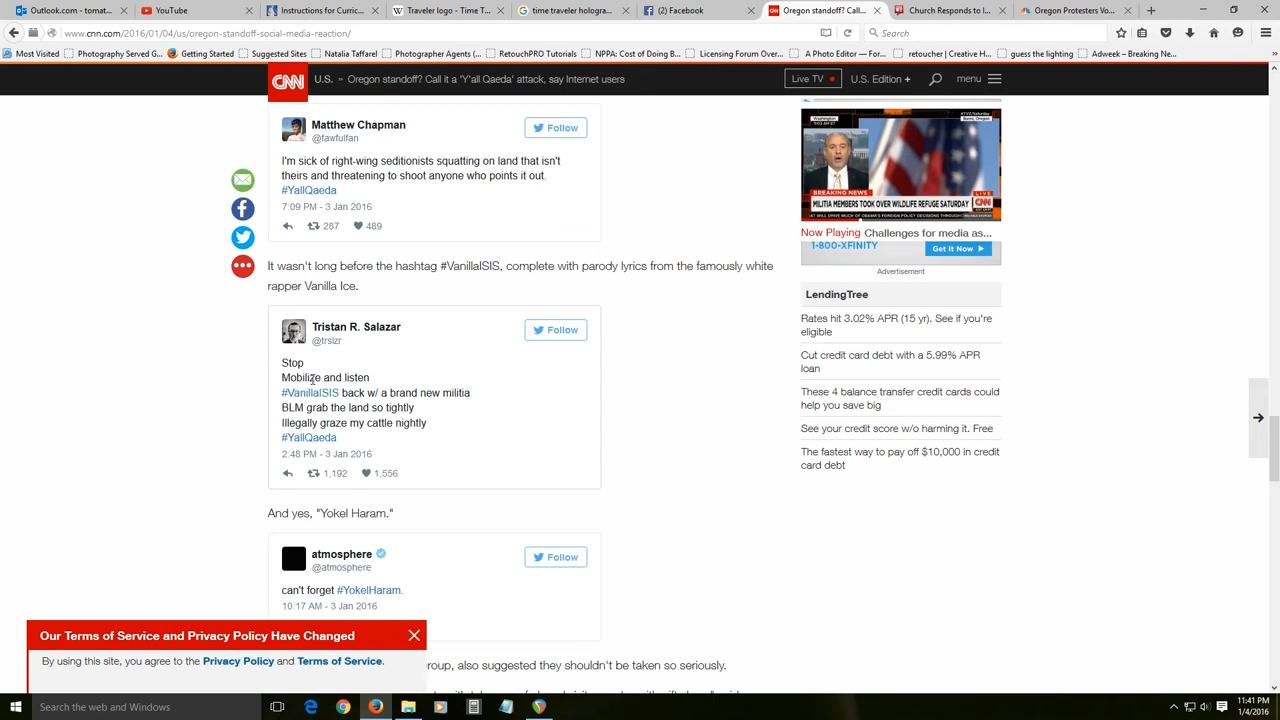 Outlook.com - tomat...
YouTube
Instructions for Curric...
Traveler logo - Time T...
time traveler hologra...
(2) Facebook
Oregon standoff? Call...
Church Responds to I...
Oregon Protesters Vo...
www.cnn.com/2016/01/04/us/oregon-standoff-social-media-reaction/
Search
Most Visited
Photography Served G...
Getting Started
Suggested Sites
Natalia Taffarel
Photographer Agents (...
RetouchPRO Tutorials
NPPA: Cost of Doing B...
Licensing Forum Over...
A Photo Editor — For...
retoucher | Creative H...
guess the lighting
Adweek – Breaking Ne...
CNN
U.S. » Oregon standoff? Call it a 'Y'all Qaeda' attack, say Internet users
Live TV
U.S. Edition +
menu
Matthew Chapman
@fawfulfan
Follow
I'm sick of right-wing seditionists squatting on land that isn't
theirs and threatening to shoot anyone who points it out.
#YallQaeda
7:09 PM - 3 Jan 2016
287 489
It wasn't long before the hashtag #VanillaISIS, complete with parody lyrics from the famously white
rapper Vanilla Ice.
Tristan R. Salazar
@trslzr
Follow
Stop
Mobilize and listen
#VanillaISIS back w/ a brand new militia
BLM grab the land so tightly
Illegally graze my cattle nightly
#YallQaeda
2:48 PM - 3 Jan 2016
1,192 1,556
And yes, "Yokel Haram."
atmosphere
@atmosphere
Follow
can't forget #YokelHaram.
10:17 AM - 3 Jan 2016
Our Terms of Service and Privacy Policy Have Changed
By using this site, you agree to the Privacy Policy and Terms of Service.
group, also suggested they shouldn't be taken so seriously.
BREAKING NEWS
MILITIA MEMBERS TOOK OVER WILDLIFE REFUGE SATURDAY
LIVE
CNN
Now Playing Challenges for media as...
1-800-XFINITY
Get It Now
Advertisement
LendingTree
Rates hit 3.02% APR (15 yr). See if you're
eligible
Cut credit card debt with a 5.99% APR
loan
These 4 balance transfer credit cards could
help you save big
See your credit score w/o harming it. Free
The fastest way to pay off $10,000 in credit
card debt
Search the web and Windows
11:41 PM
1/4/2016